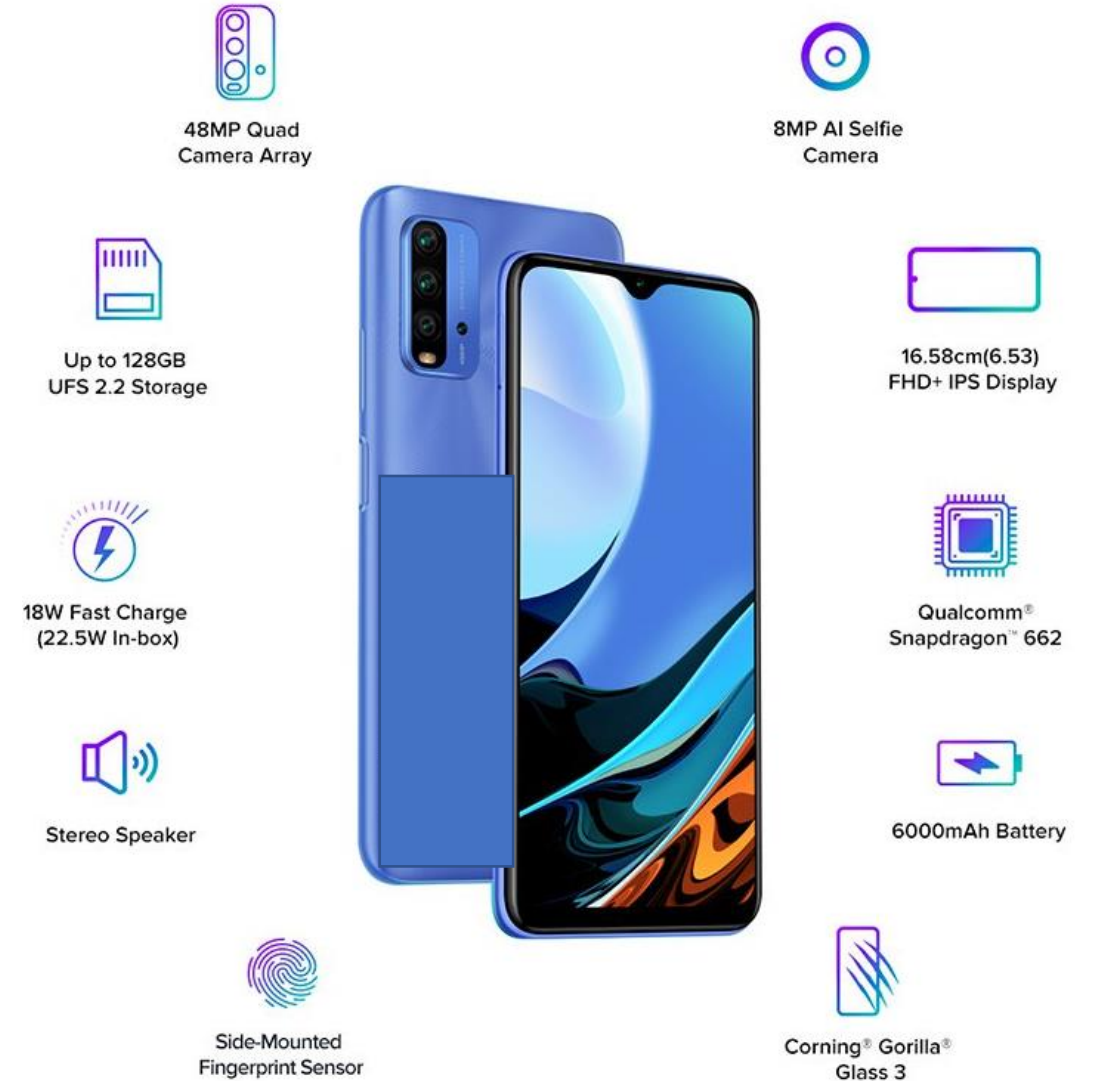 48MP Quad
Camera Array
8MP AI Selfie
Camera
Up to 128GB
UFS 2.2 Storage
16.58cm(6.53)
FHD+ IPS Display
18W Fast Charge
(22.5W In-box)
Qualcomm®
Snapdragon™ 662
Stereo Speaker
6000mAh Battery
Side-Mounted
Fingerprint Sensor
Corning® Gorilla®
Glass 3